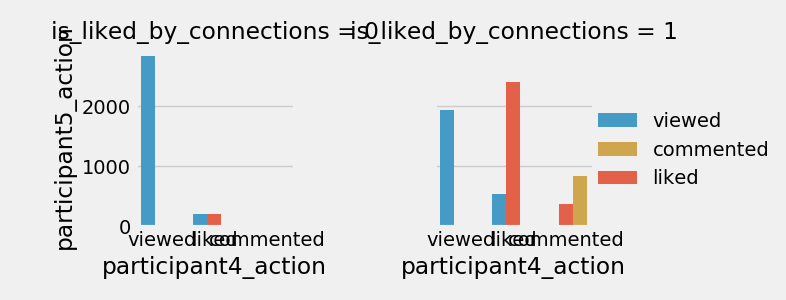 is_liked_by_connections = 0
is_liked_by_connections = 1
participant5_action
2000
1000
0
viewed
liked
commented
participant4_action
viewed
liked
commented
participant4_action
viewed
commented
liked